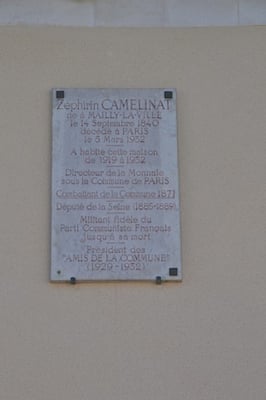 Zéphirin CAMELINAT
né à MAILLY-LA-VILLE
le 14 Septembre 1840
décédé à PARIS
le 5 Mars 1932
A habité cette maison
de 1919 à 1932
Directeur de la Monnaie
sous la Commune de PARIS
Combattant de la Commune 1871
Député de la Seine (1885-1889)
Militant fidèle du
Parti Communiste Français
jusqu'à sa mort
Président des
"AMIS DE LA COMMUNE"
(1929-1932)